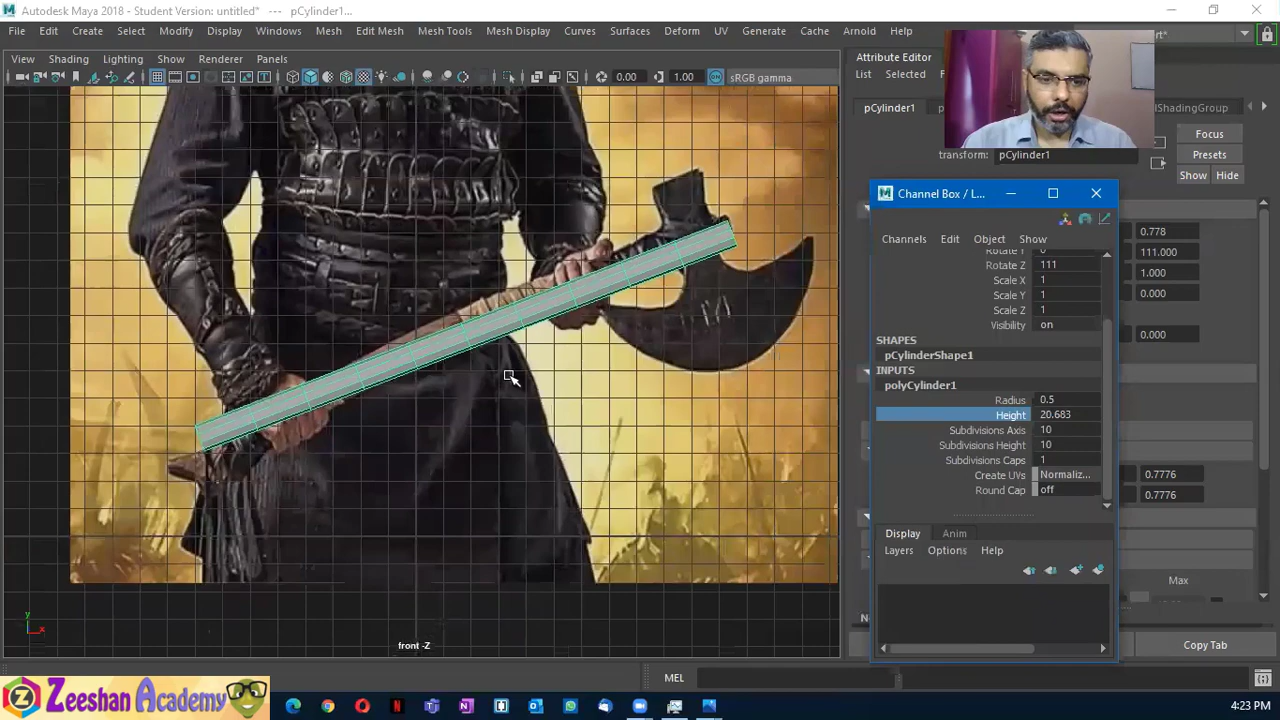 Autodesk Maya 2018 - Student Version: untitled* --- pCylinder1...
File Edit Create Select Modify Display Windows Mesh Edit Mesh Mesh Tools Mesh Display Curves Surfaces Deform UV Generate Cache Arnold Help
View Shading Lighting Show Renderer Panels
0.00 1.00 ON sRGB gamma
Attribute Editor
List Selected
pCylinder1
ShadingGroup
Focus
Presets
Show Hide
transform: pCylinder1
Channel Box / L...
Channels Edit Object Show
Rotate Y 0
Rotate Z 111
Scale X 1
Scale Y 1
Scale Z 1
Visibility on
SHAPES
pCylinderShape1
INPUTS
polyCylinder1
Radius 0.5
Height 20.683
Subdivisions Axis 10
Subdivisions Height 10
Subdivisions Caps 1
Create UVs Normaliz...
Round Cap off
Display Anim
Layers Options Help
0.778
111.000
1.000
0.000
0.000
0.7776
0.7776
Max
Copy Tab
y
x
front -Z
MEL
Zeeshan Academy
4:23 PM